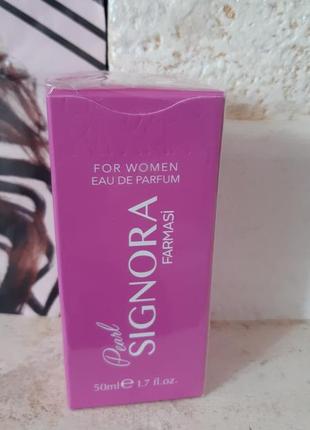 FOR WOMEN
EAU DE PARFUM
Pearl
SIGNORA
FARMASİ
50ml℮ 1.7 fl.oz.